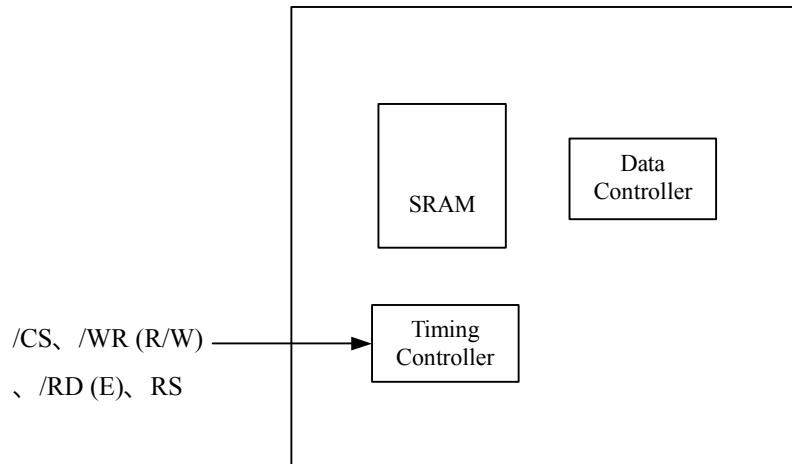 Data
Controller
SRAM
Timing
Controller
/CS、/WR (R/W)
、/RD (E)、RS